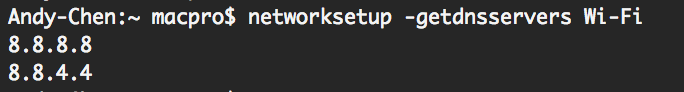 Andy-Chen:~ macpro$ networksetup -getdnsservers Wi-Fi
8.8.8.8
8.8.4.4